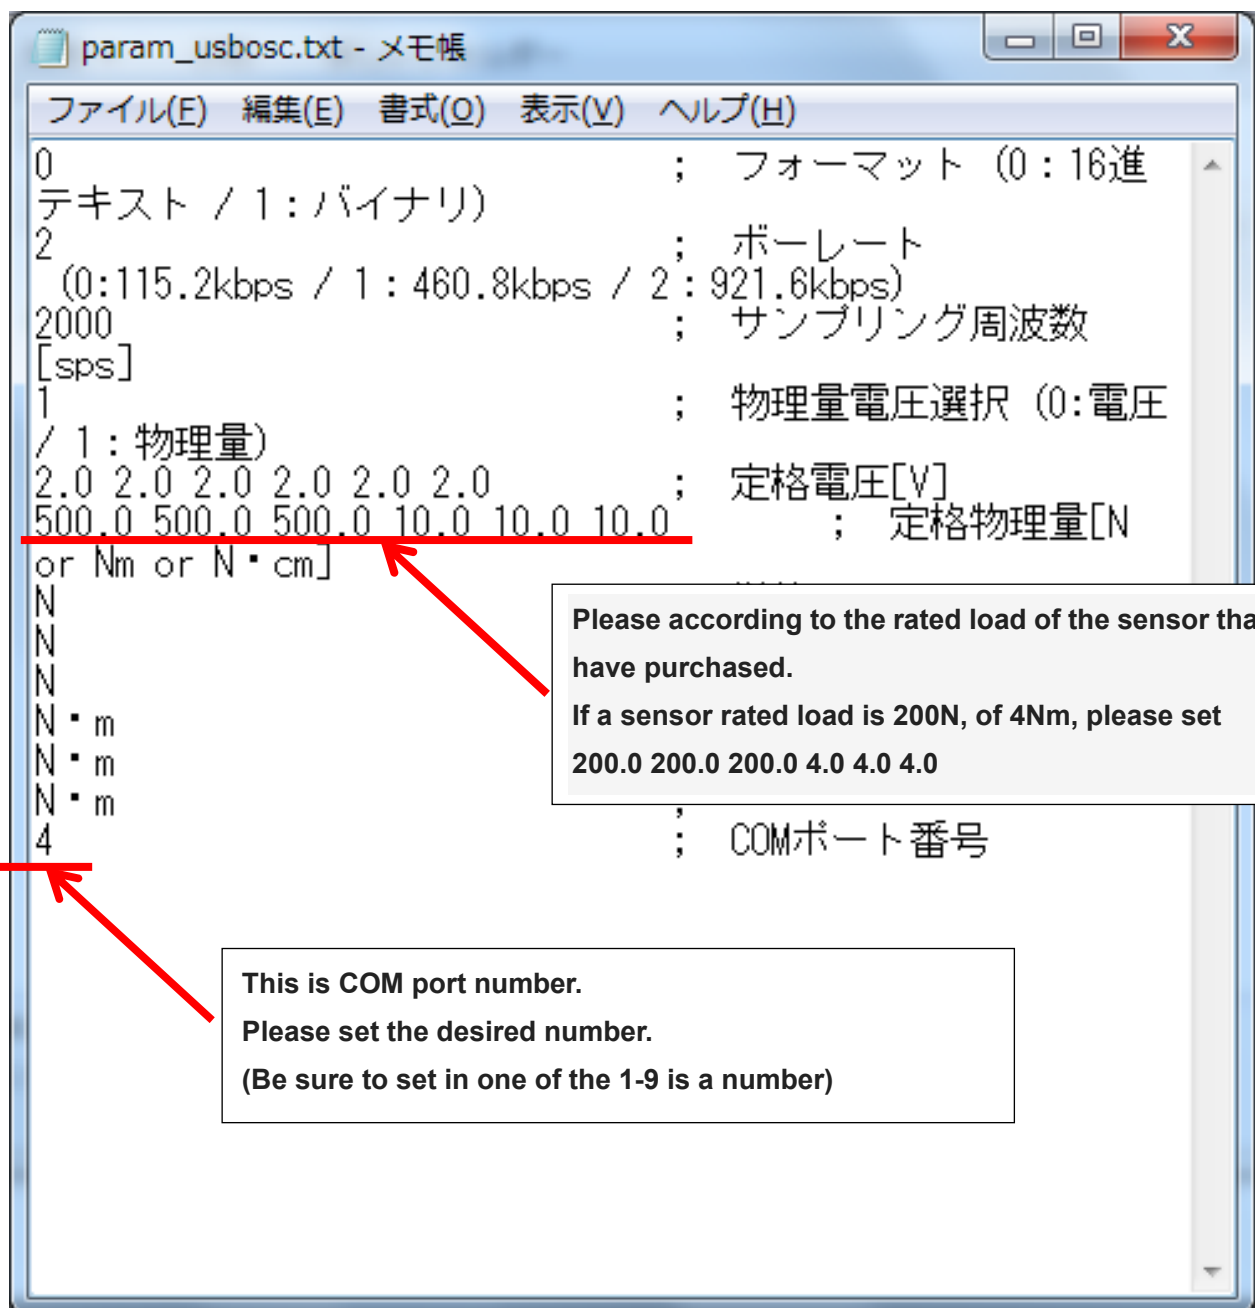 param_usbosc.txt - メモ帳
ファイル(F) 編集(E) 書式(O) 表示(V) ヘルプ(H)
0 ; フォーマット (0:16進
テキスト / 1:バイナリ)
2 ; ボーレート
(0:115.2kbps / 1:460.8kbps / 2:921.6kbps)
2000 ; サンプリング周波数
[sps]
1 ; 物理量電圧選択 (0:電圧
/ 1:物理量)
2.0 2.0 2.0 2.0 2.0 2.0 ; 定格電圧[V]
500.0 500.0 500.0 10.0 10.0 10.0 ; 定格物理量[N
or Nm or N・cm]
N
N
N
N・m
N・m
N・m ;
4 ; COMポート番号
Please according to the rated load of the sensor tha
have purchased.
If a sensor rated load is 200N, of 4Nm, please set
200.0 200.0 200.0 4.0 4.0 4.0
This is COM port number.
Please set the desired number.
(Be sure to set in one of the 1-9 is a number)